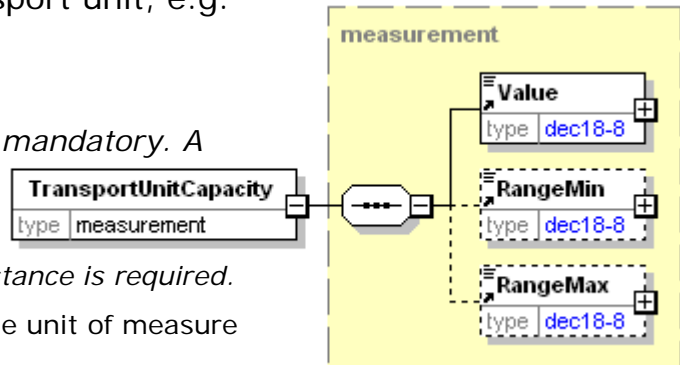 sport unit, e.g.
measurement
Value
type dec18-8
mandatory. A
TransportUnitCapacity
type measurement
RangeMin
type dec18-8
stance is required.
RangeMax
type dec18-8
e unit of measure